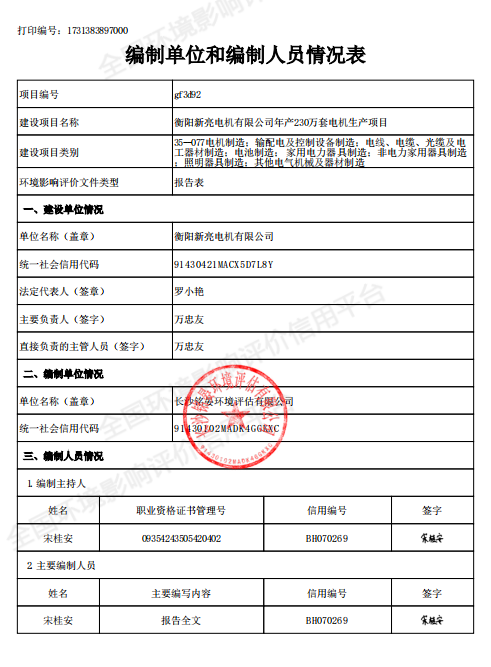 打印编号：1731383897000
编制单位和编制人员情况表
项目编号 gf3d92
建设项目名称 衡阳新亮电机有限公司年产230万套电机生产项目
建设项目类别 35—077电机制造；输配电及控制设备制造；电线、电缆、光缆及电
工器材制造；电池制造；家用电力器具制造；非电力家用器具制造
；照明器具制造；其他电气机械及器材制造
环境影响评价文件类型 报告表
一、建设单位情况
单位名称（盖章） 衡阳新亮电机有限公司
统一社会信用代码 91430421MACX5D7L8Y
法定代表人（签章） 罗小艳
主要负责人（签字） 万忠友
直接负责的主管人员（签字） 万忠友
二、编制单位情况
单位名称（盖章） 长沙铭晏环境评估有限公司
统一社会信用代码 91430102MADK4GGKXC
三、编制人员情况
1 编制主持人
姓名 职业资格证书管理号 信用编号 签字
宋桂安 09354243505420402 BH070269 宋桂安
2 主要编制人员
姓名 主要编写内容 信用编号 签字
宋桂安 报告全文 BH070269 宋桂安
全国环境影响评价信用平台